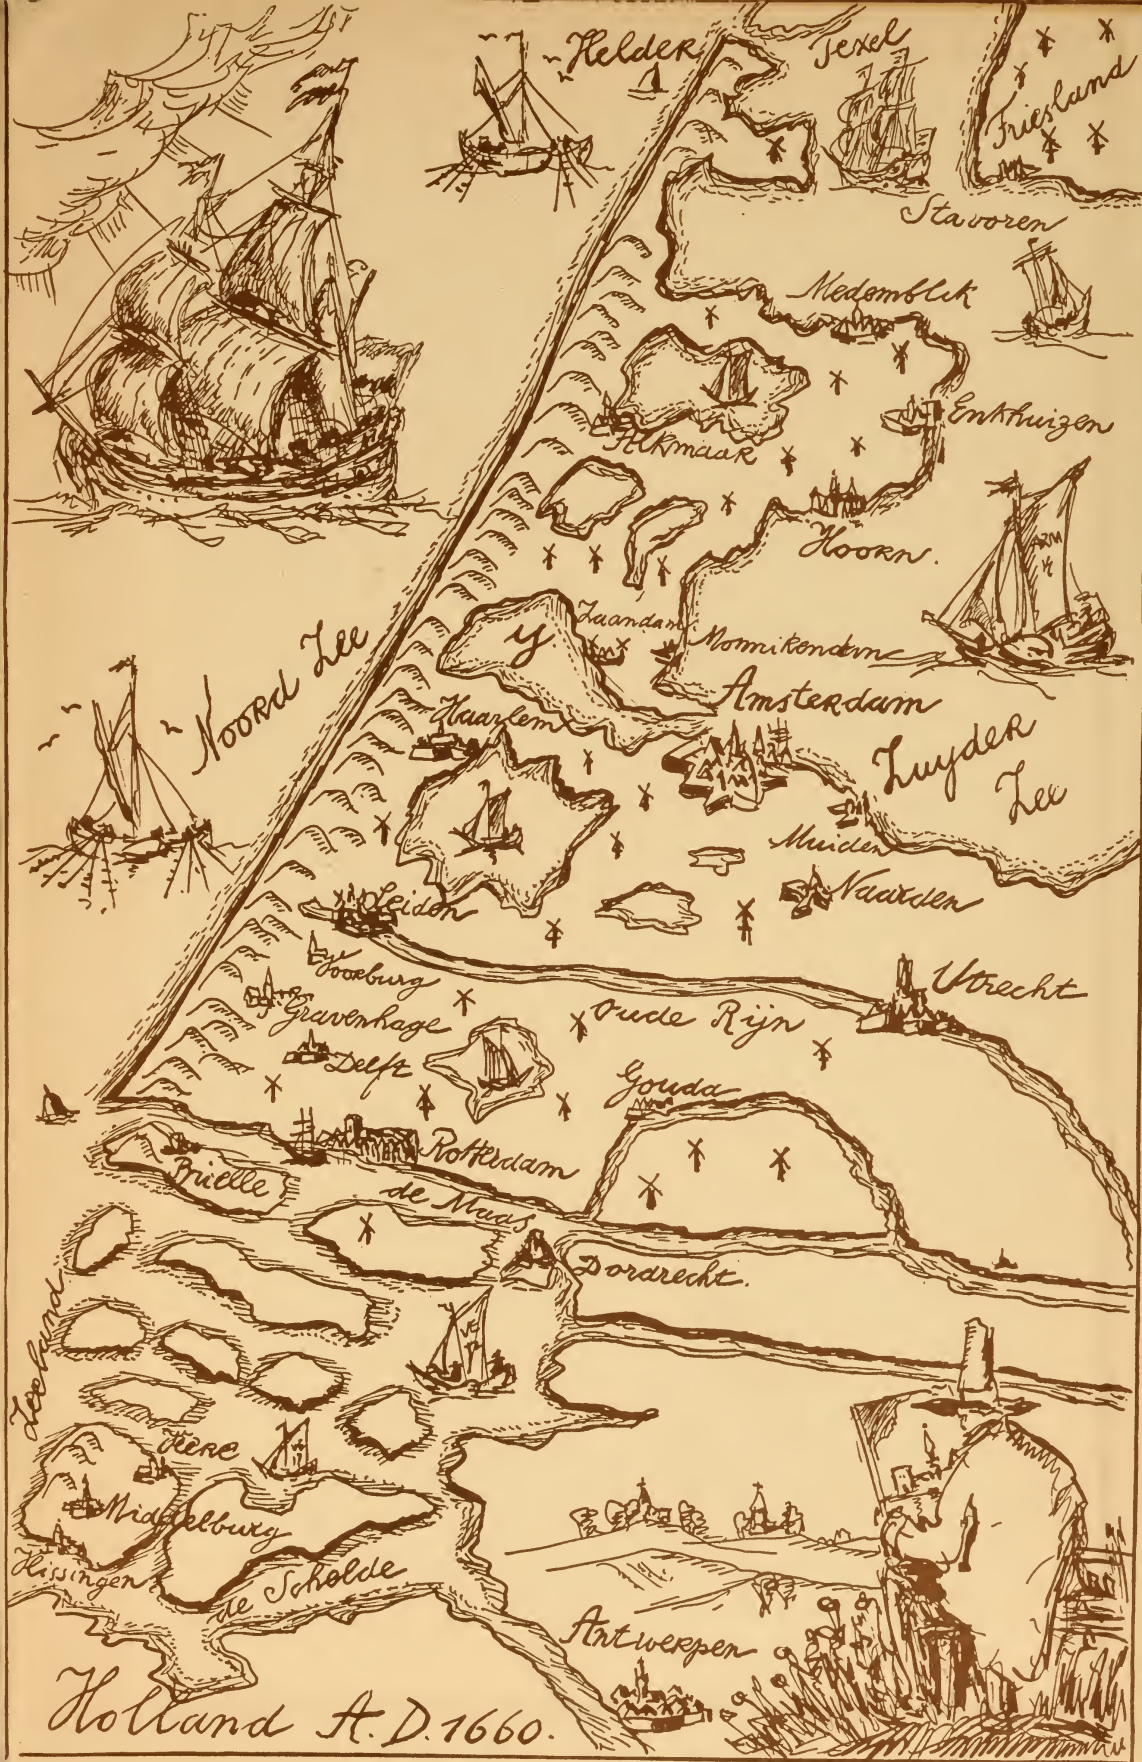 Helder
Texel
Friesland
Stavoren
Medemblik
Enkhuizen
Alkmaar
Hoorn.
ARM
Zaandam
Y.
Monnikendam
Noord Zee
Amsterdam
Haarlem
Zuyder
Zee
Muiden
Naarden
Leiden
Voorburg
Utrecht
Gravenhage
Oude Rijn
Delft
Gouda
Rotterdam
Brielle
de Maas
Dordrecht.
VE
Zeeland
Vere
Middelburg
Vlissingen
de Schelde
Antwerpen
Holland A.D. 1660.